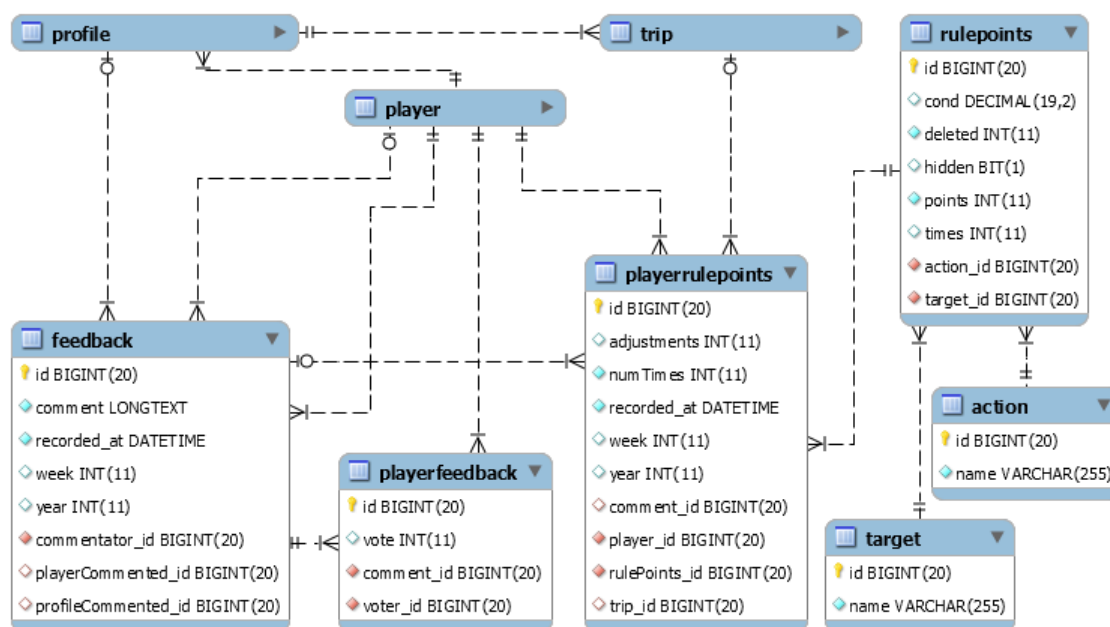 profile
trip
player
rulepoints
id BIGINT(20)
cond DECIMAL(19,2)
deleted INT(11)
hidden BIT(1)
points INT(11)
times INT(11)
action_id BIGINT(20)
target_id BIGINT(20)
playerrulepoints
id BIGINT(20)
adjustments INT(11)
numTimes INT(11)
recorded_at DATETIME
week INT(11)
year INT(11)
comment_id BIGINT(20)
player_id BIGINT(20)
rulePoints_id BIGINT(20)
trip_id BIGINT(20)
feedback
id BIGINT(20)
comment LONGTEXT
recorded_at DATETIME
week INT(11)
year INT(11)
commentator_id BIGINT(20)
playerCommented_id BIGINT(20)
profileCommented_id BIGINT(20)
playerfeedback
id BIGINT(20)
vote INT(11)
comment_id BIGINT(20)
voter_id BIGINT(20)
action
id BIGINT(20)
name VARCHAR(255)
target
id BIGINT(20)
name VARCHAR(255)